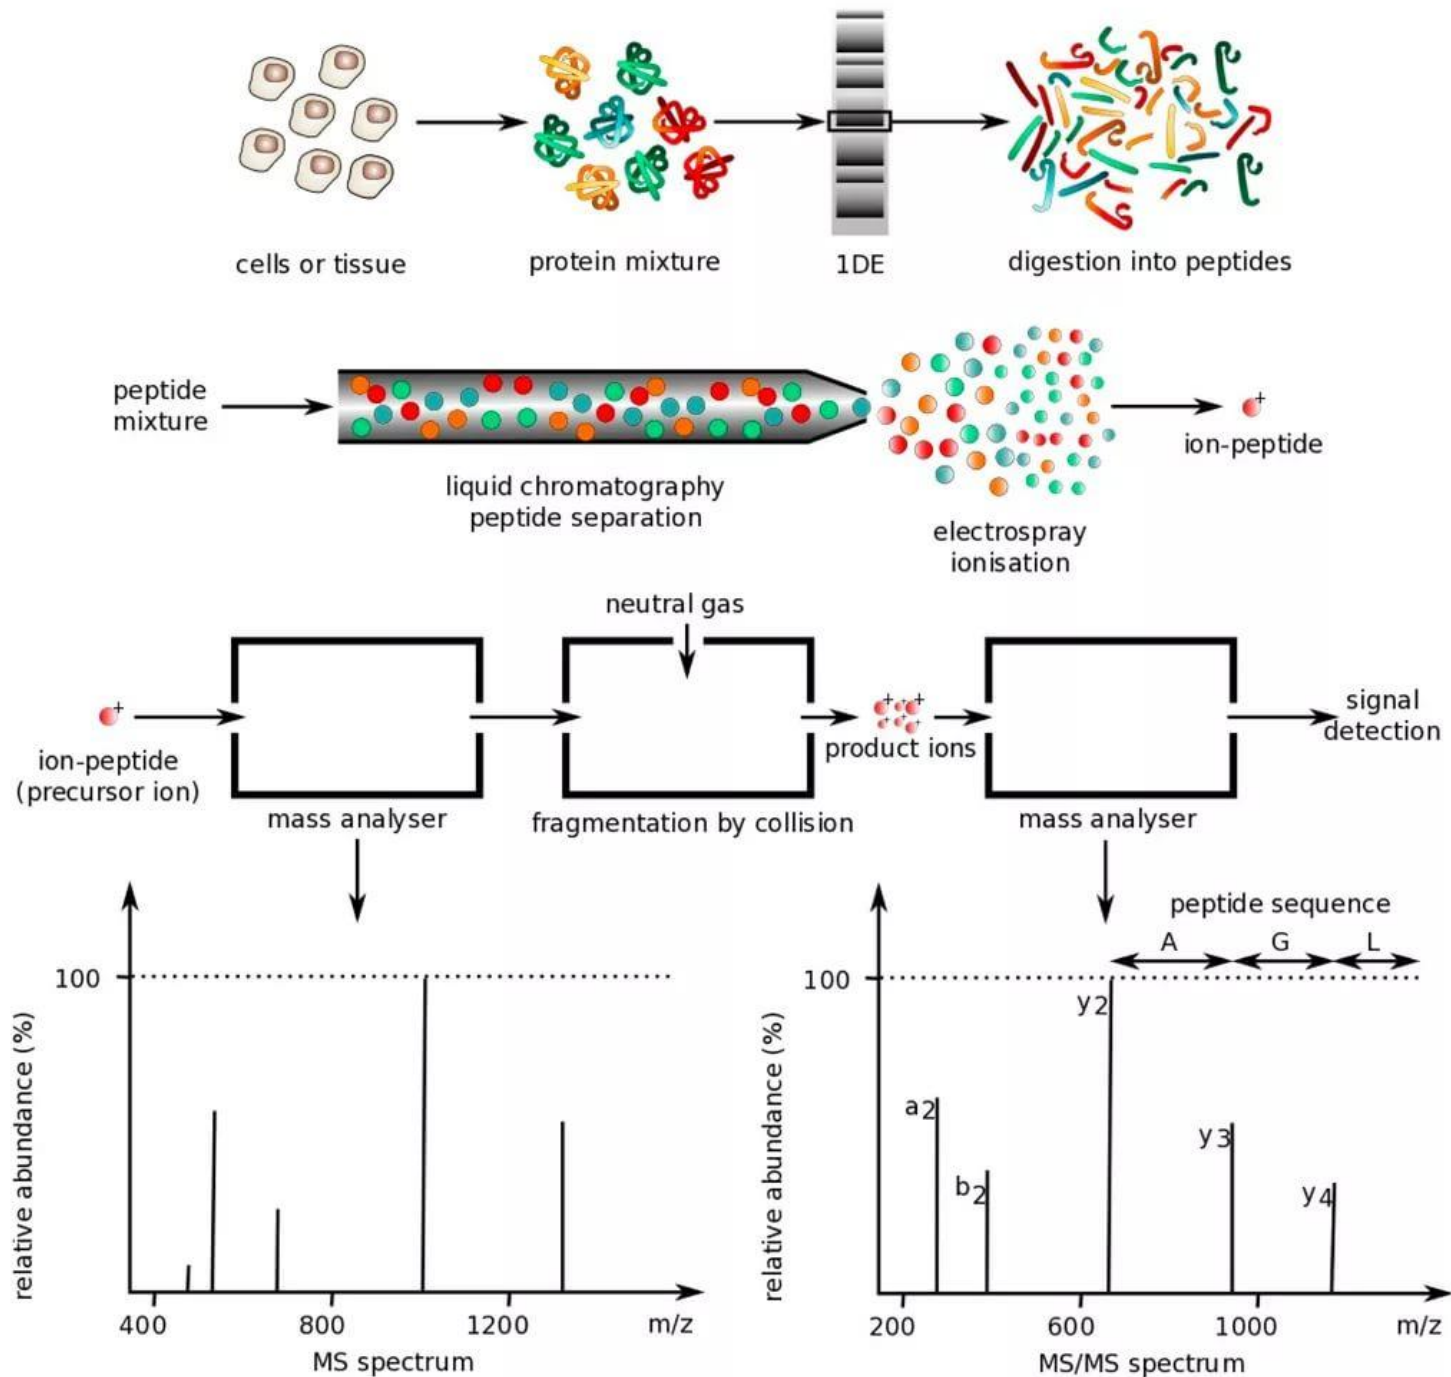 cells or tissue
protein mixture
1DE
digestion into peptides
peptide
mixture
liquid chromatography
peptide separation
electrospray
ionisation
+
ion-peptide
neutral gas
+
ion-peptide
(precursor ion)
mass analyser
fragmentation by collision
+ + +
+ + +
product ions
mass analyser
signal
detection
100
relative abundance (%)
400 800 1200 m/z
MS spectrum
peptide sequence
A G L
100
relative abundance (%)
y2
a2
y3
b2
y4
200 600 1000 m/z
MS/MS spectrum